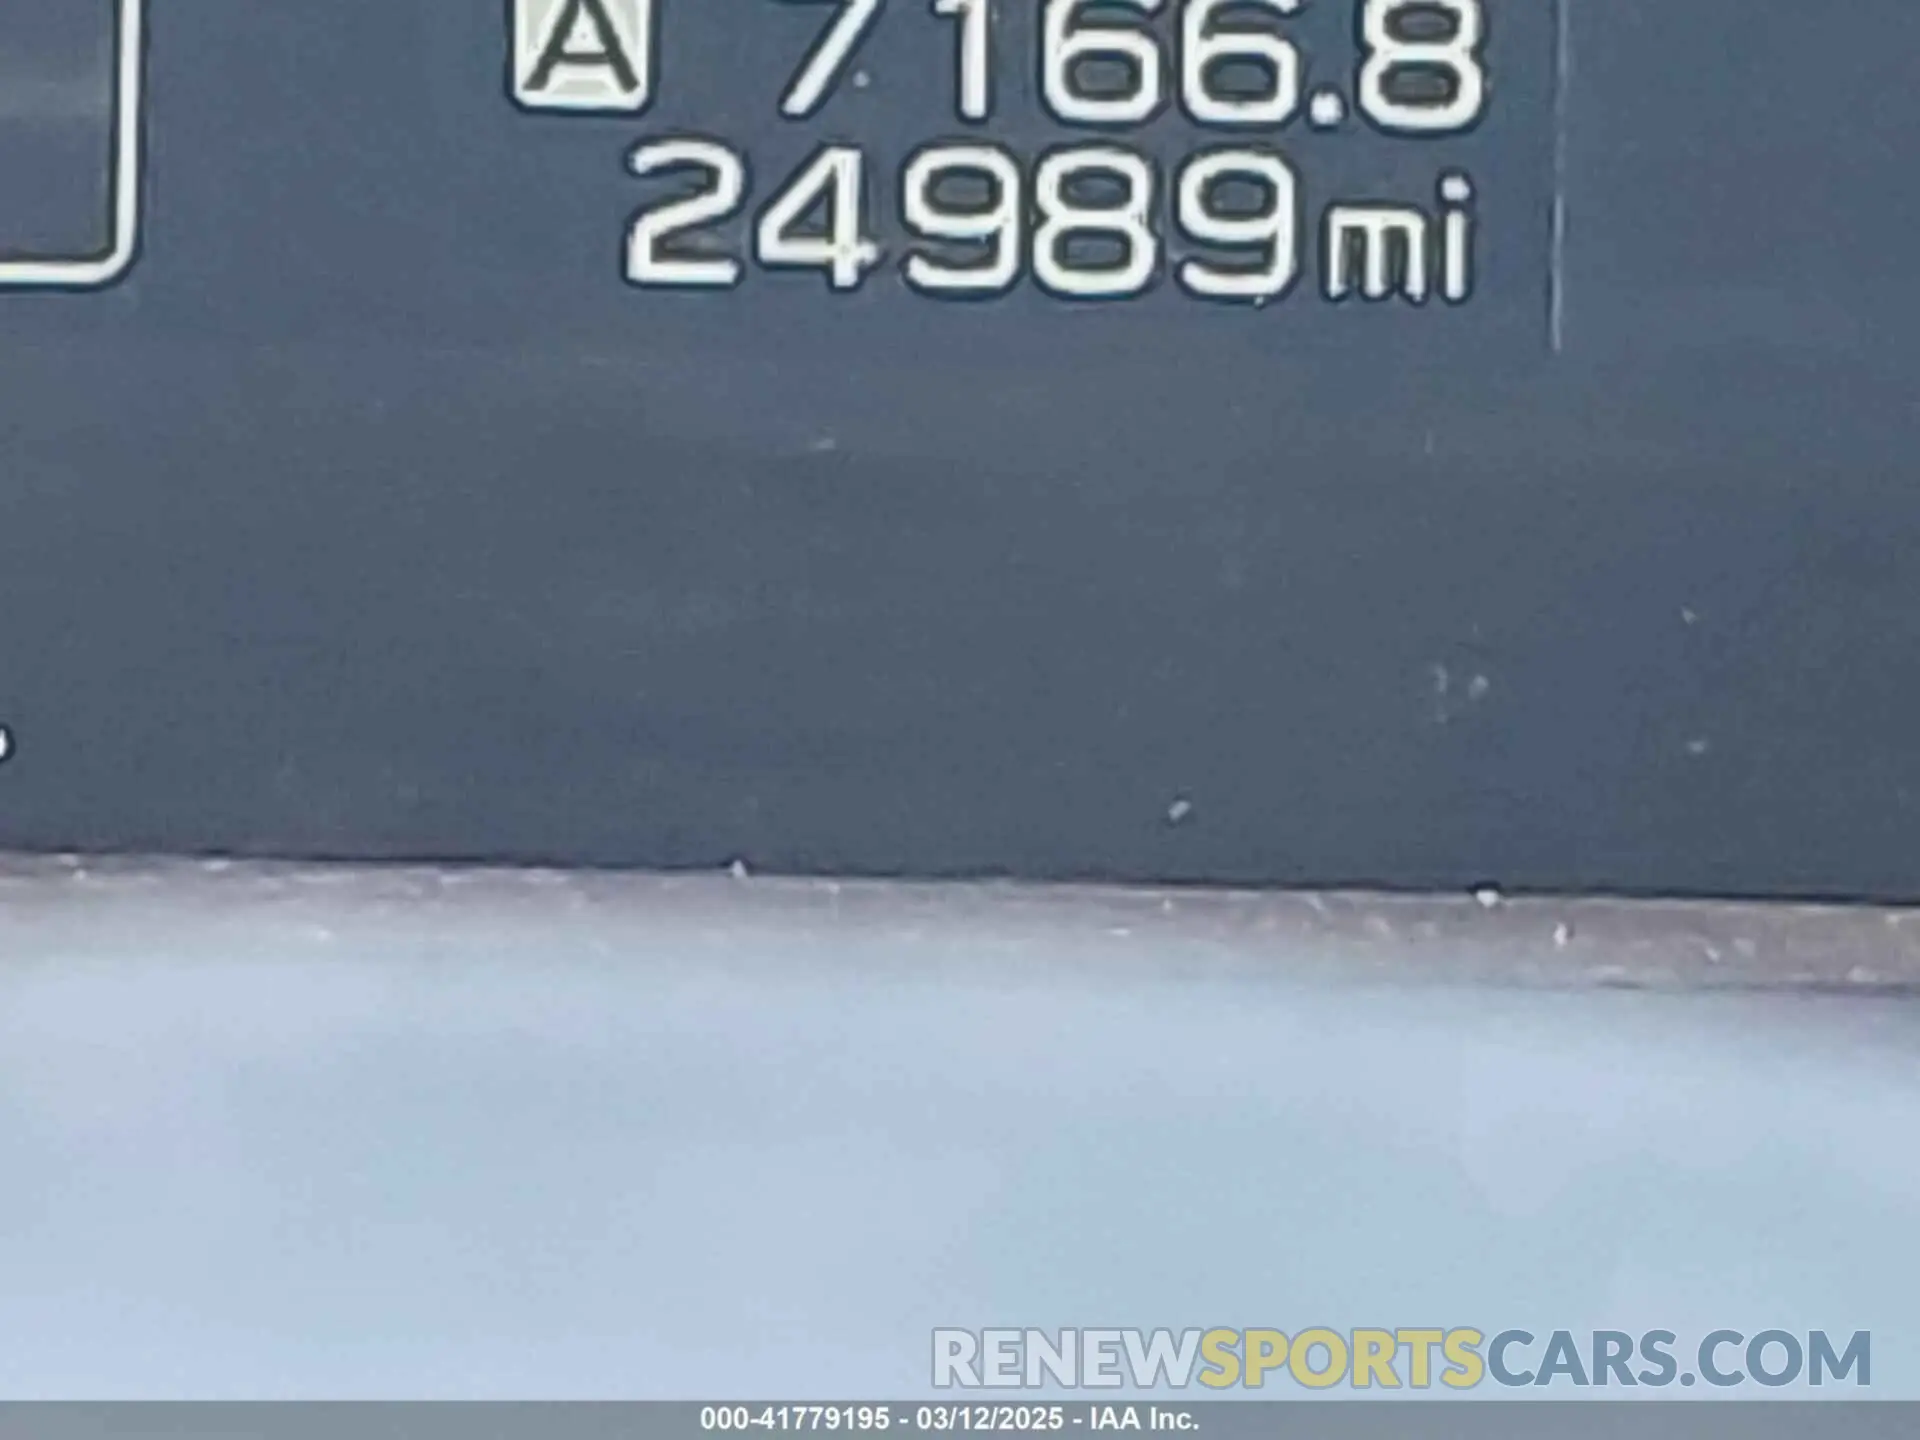 A 7166.8
24989mi
RENEWSPORTSCARS.COM
000-41779195 - 03/12/2025 - IAA Inc.